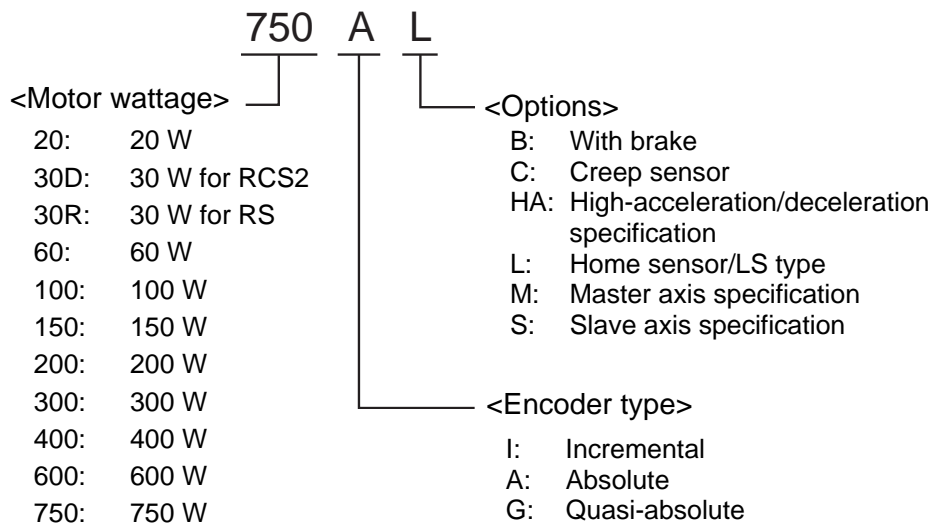 750 A L
<Motor wattage>
20: 20 W
30D: 30 W for RCS2
30R: 30 W for RS
60: 60 W
100: 100 W
150: 150 W
200: 200 W
300: 300 W
400: 400 W
600: 600 W
750: 750 W
<Options>
B: With brake
C: Creep sensor
HA: High-acceleration/deceleration
specification
L: Home sensor/LS type
M: Master axis specification
S: Slave axis specification
<Encoder type>
I: Incremental
A: Absolute
G: Quasi-absolute